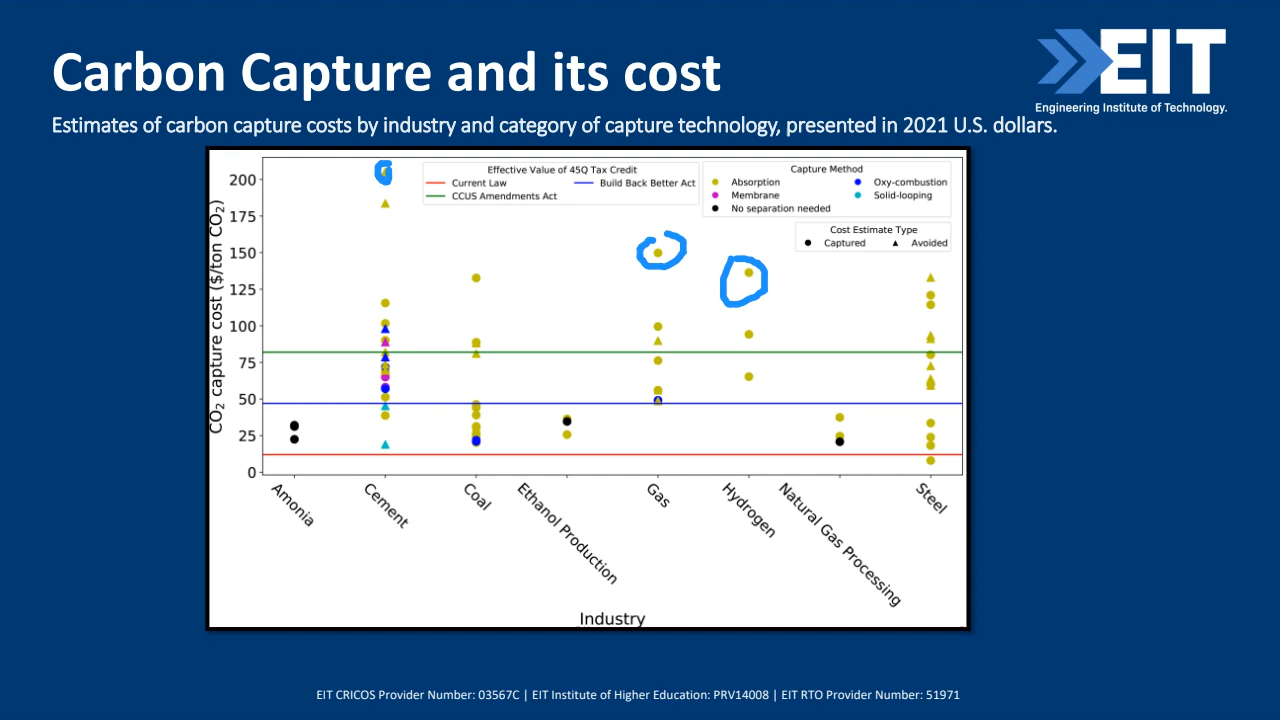 Carbon Capture and its cost
EIT
Engineering Institute of Technology.
Estimates of carbon capture costs by industry and category of capture technology, presented in 2021 U.S. dollars.
Effective Value of 45Q Tax Credit
Current Law
Build Back Better Act
CCUS Amendments Act
Capture Method
Absorption
Oxy-combustion
Membrane
Solid-looping
No separation needed
Cost Estimate Type
Captured
Avoided
CO₂ capture cost ($/ton CO₂)
200
175
150
125
100
75
50
25
0
Amonia
Cement
Coal
Ethanol Production
Gas
Hydrogen
Natural Gas Processing
Steel
Industry
EIT CRICOS Provider Number: 03567C | EIT Institute of Higher Education: PRV14008 | EIT RTO Provider Number: 51971